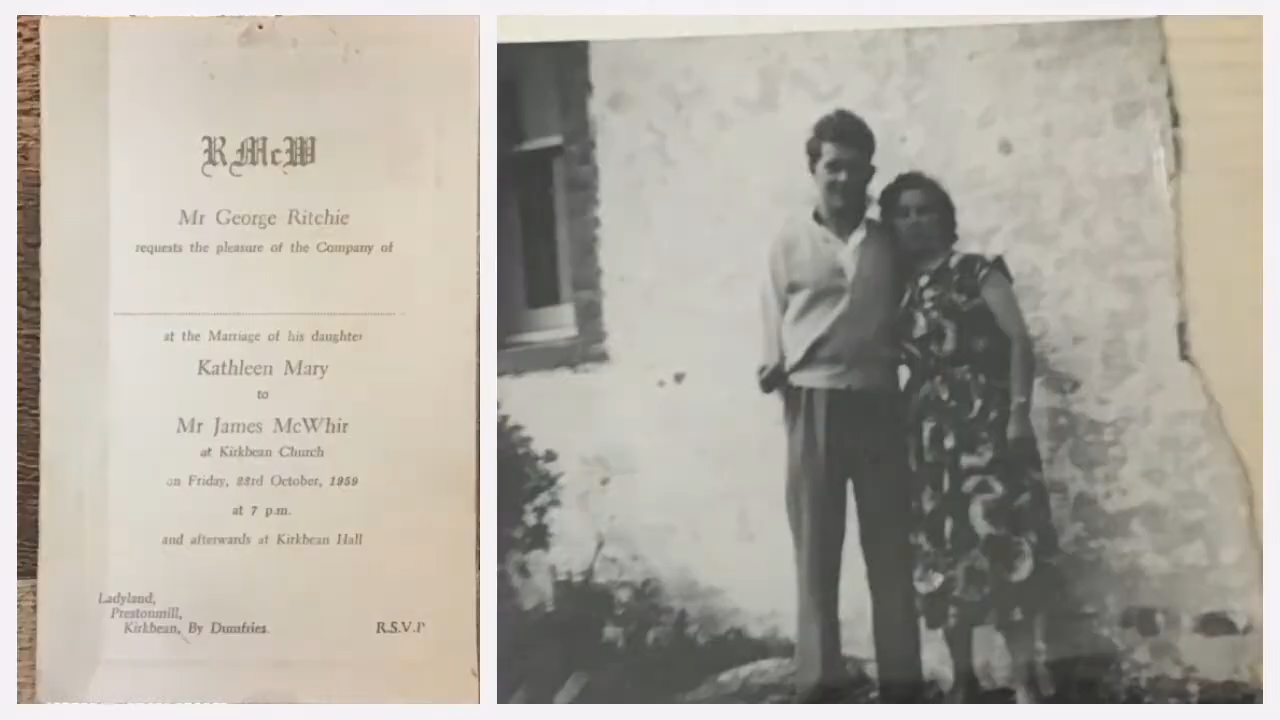 RMcW
Mr George Ritchie
requests the pleasure of the Company of
at the Marriage of his daughter
Kathleen Mary
to
Mr James McWhir
at Kirkbean Church
on Friday, 23rd October, 1959
at 7 p.m.
and afterwards at Kirkbean Hall
Ladyland,
Prestonmill,
Kirkbean, By Dumfries.
R.S.V.P